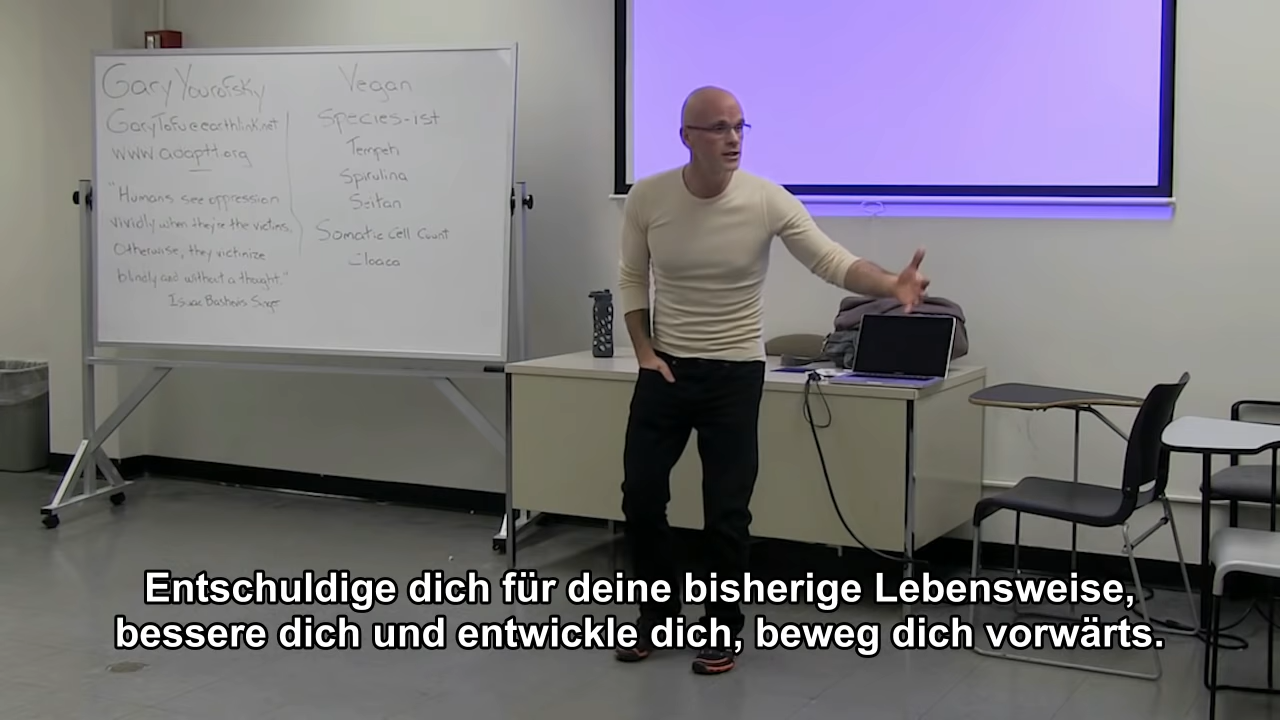 Gary Yourofsky
GaryToFu@earthlink.net
www.adaptt.org
"Humans see oppression
vividly when they're the victims.
Otherwise, they victimize
blindly and without a thought."
Isaac Bashevis Singer
Vegan
Species-ist
Tempeh
Spirulina
Seitan
Somatic Cell Count
Cloaca
Entschuldige dich für deine bisherige Lebensweise,
bessere dich und entwickle dich, beweg dich vorwärts.